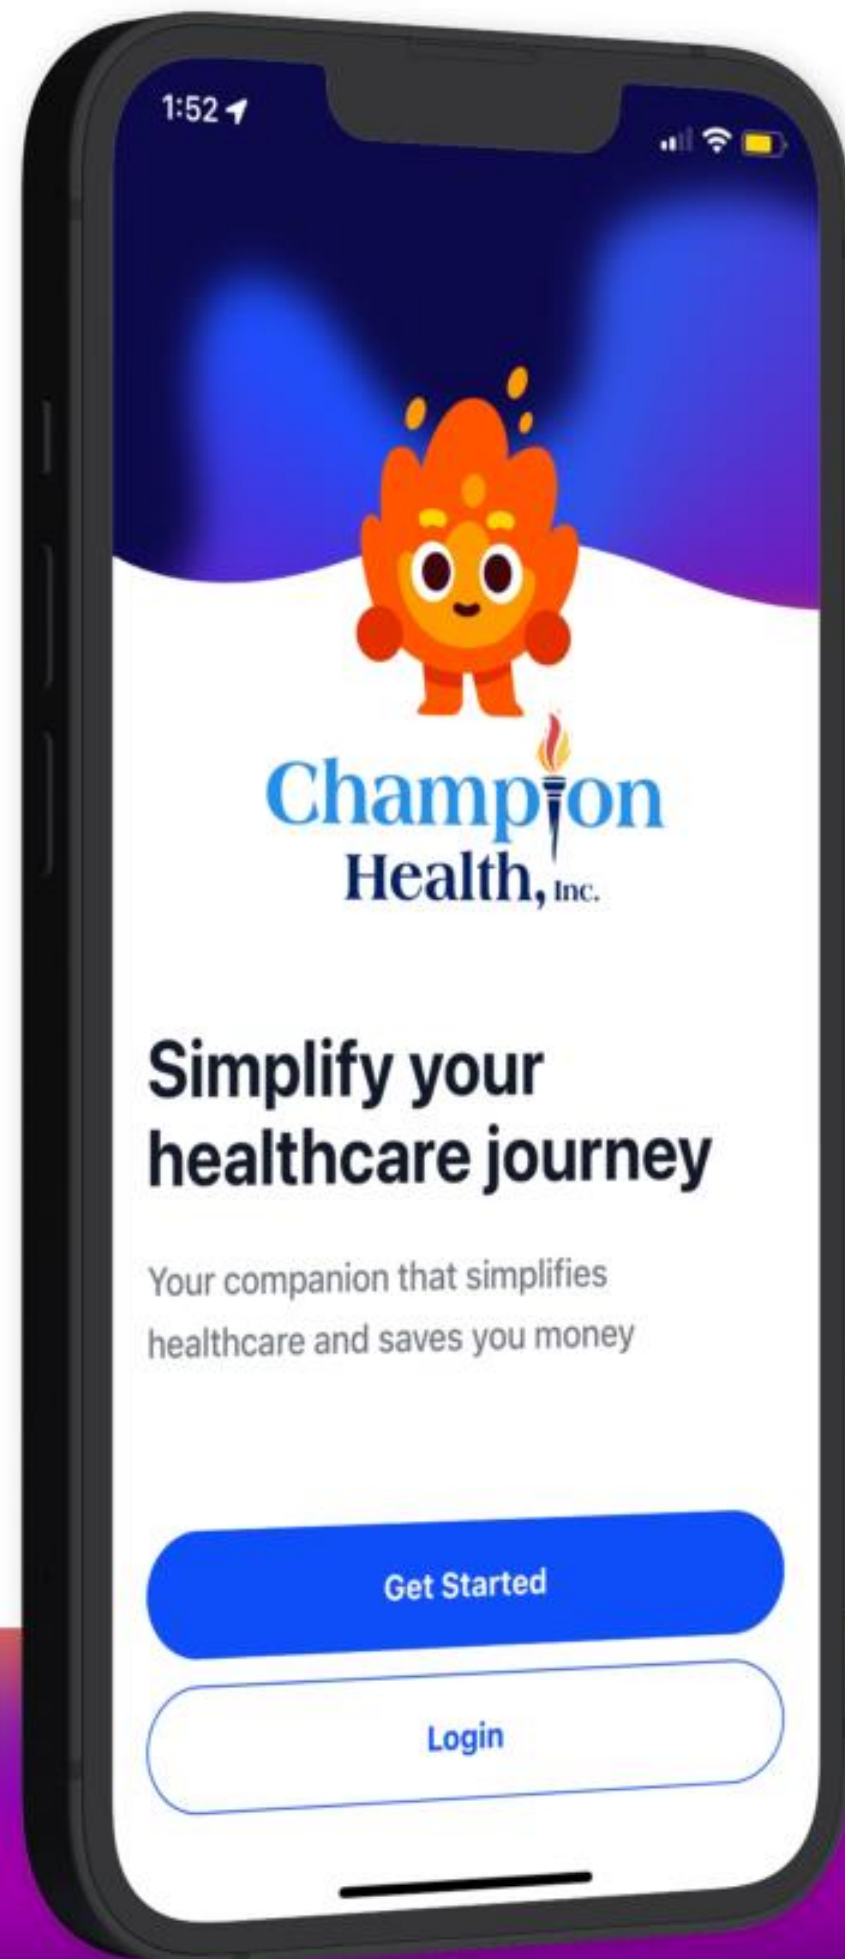 1:52
Champion
Health, Inc.
Simplify your
healthcare journey
Your companion that simplifies
healthcare and saves you money
Get Started
Login